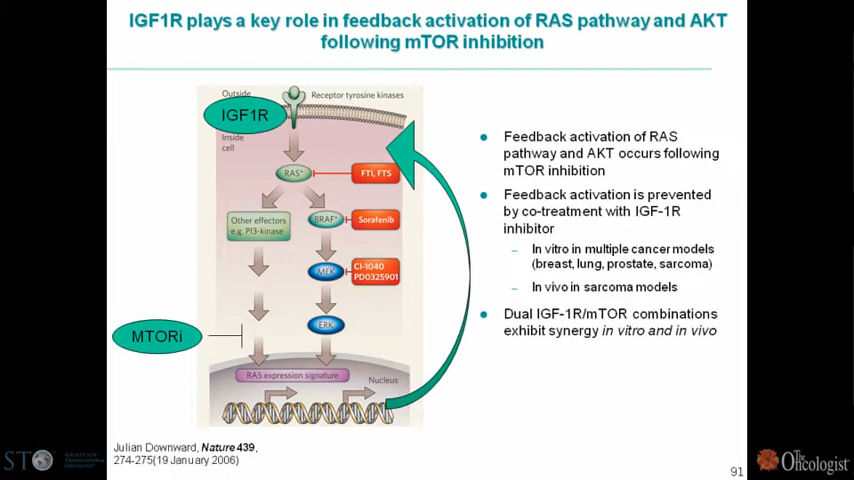 IGF1R plays a key role in feedback activation of RAS pathway and AKT
following mTOR inhibition
Outside
Receptor tyrosine kinases
IGF1R
Inside
cell
RAS*
FTI, FTS
Other effectors
e.g. PI3-kinase
BRAF*
Sorafenib
MEK
CI-1040
PD0325901
ERK
MTORi
RAS expression signature
Nucleus
● Feedback activation of RAS
pathway and AKT occurs following
mTOR inhibition
● Feedback activation is prevented
by co-treatment with IGF-1R
inhibitor
– In vitro in multiple cancer models
(breast, lung, prostate, sarcoma)
– In vivo in sarcoma models
● Dual IGF-1R/mTOR combinations
exhibit synergy in vitro and in vivo
Julian Downward, Nature 439,
274-275(19 January 2006)
91
STO
SOCIETY FOR
TRANSLATIONAL
ONCOLOGY
The
Oncologist